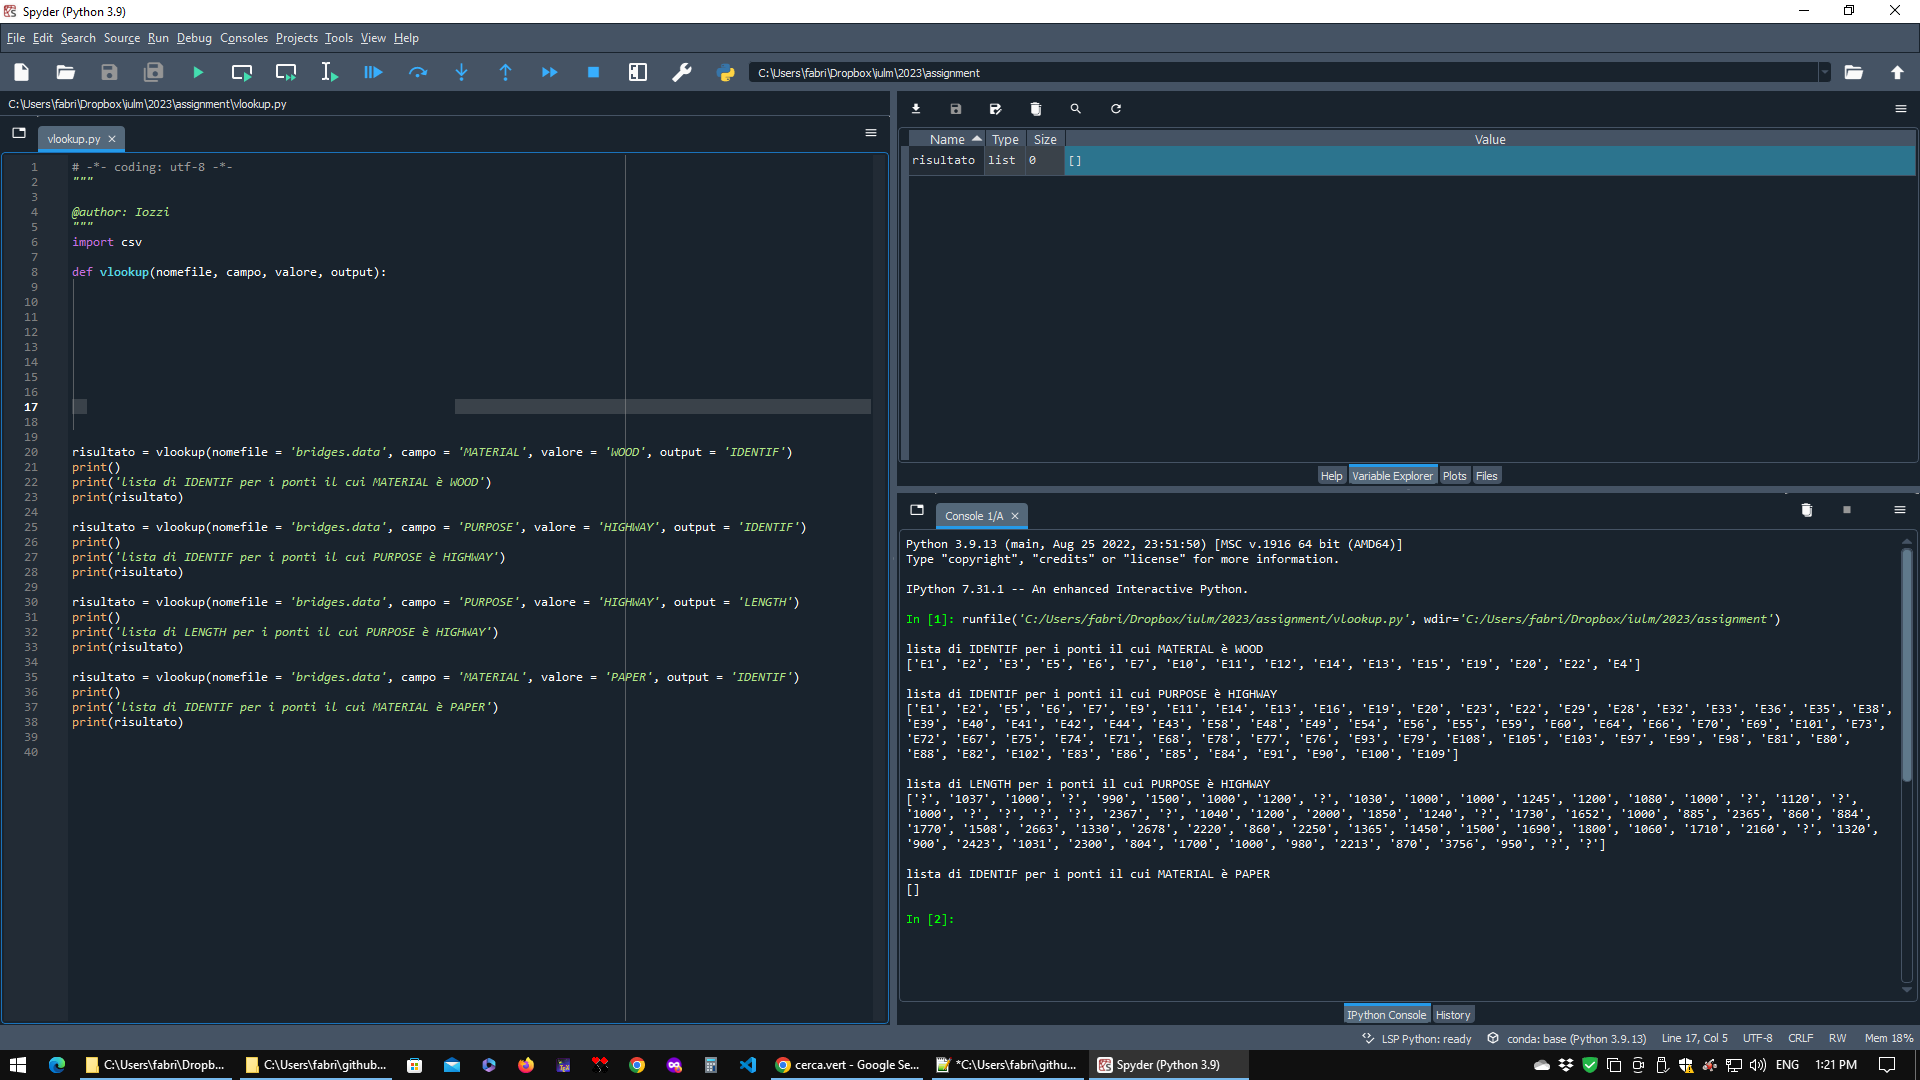 Spyder (Python 3.9)
File Edit Search Source Run Debug Consoles Projects Tools View Help
C:\Users\fabri\Dropbox\iulm\2023\assignment
C:\Users\fabri\Dropbox\iulm\2023\assignment\vlookup.py
vlookup.py
1 # -*- coding: utf-8 -*-
2 """
3
4 @author: Iozzi
5 """
6 import csv
7
8 def vlookup(nomefile, campo, valore, output):
9
10
11
12
13
14
15
16
17
18
19
20 risultato = vlookup(nomefile = 'bridges.data', campo = 'MATERIAL', valore = 'WOOD', output = 'IDENTIF')
21 print()
22 print('lista di IDENTIF per i ponti il cui MATERIAL è WOOD')
23 print(risultato)
24
25 risultato = vlookup(nomefile = 'bridges.data', campo = 'PURPOSE', valore = 'HIGHWAY', output = 'IDENTIF')
26 print()
27 print('lista di IDENTIF per i ponti il cui PURPOSE è HIGHWAY')
28 print(risultato)
29
30 risultato = vlookup(nomefile = 'bridges.data', campo = 'PURPOSE', valore = 'HIGHWAY', output = 'LENGTH')
31 print()
32 print('lista di LENGTH per i ponti il cui PURPOSE è HIGHWAY')
33 print(risultato)
34
35 risultato = vlookup(nomefile = 'bridges.data', campo = 'MATERIAL', valore = 'PAPER', output = 'IDENTIF')
36 print()
37 print('lista di IDENTIF per i ponti il cui MATERIAL è PAPER')
38 print(risultato)
39
40
Name Type Size Value
risultato list 0 []
Help Variable Explorer Plots Files
Console 1/A
Python 3.9.13 (main, Aug 25 2022, 23:51:50) [MSC v.1916 64 bit (AMD64)]
Type "copyright", "credits" or "license" for more information.
IPython 7.31.1 -- An enhanced Interactive Python.
In [1]: runfile('C:/Users/fabri/Dropbox/iulm/2023/assignment/vlookup.py', wdir='C:/Users/fabri/Dropbox/iulm/2023/assignment')
lista di IDENTIF per i ponti il cui MATERIAL è WOOD
['E1', 'E2', 'E3', 'E5', 'E6', 'E7', 'E10', 'E11', 'E12', 'E14', 'E13', 'E15', 'E19', 'E20', 'E22', 'E4']
lista di IDENTIF per i ponti il cui PURPOSE è HIGHWAY
['E1', 'E2', 'E5', 'E6', 'E7', 'E9', 'E11', 'E14', 'E13', 'E16', 'E19', 'E20', 'E23', 'E22', 'E29', 'E28', 'E32', 'E33', 'E36', 'E35', 'E38',
'E39', 'E40', 'E41', 'E42', 'E44', 'E43', 'E58', 'E48', 'E49', 'E54', 'E56', 'E55', 'E59', 'E60', 'E64', 'E66', 'E70', 'E69', 'E101', 'E73',
'E72', 'E67', 'E75', 'E74', 'E71', 'E68', 'E78', 'E77', 'E76', 'E93', 'E79', 'E108', 'E105', 'E103', 'E97', 'E99', 'E98', 'E81', 'E80',
'E88', 'E82', 'E102', 'E83', 'E86', 'E85', 'E84', 'E91', 'E90', 'E100', 'E109']
lista di LENGTH per i ponti il cui PURPOSE è HIGHWAY
['?', '1037', '1000', '?', '990', '1500', '1000', '1200', '?', '1030', '1000', '1000', '1245', '1200', '1080', '1000', '?', '1120', '?',
'1000', '?', '?', '?', '?', '2367', '?', '1040', '1200', '2000', '1850', '1240', '?', '1730', '1652', '1000', '885', '2365', '860', '884',
'1770', '1508', '2663', '1330', '2678', '2220', '860', '2250', '1365', '1450', '1500', '1690', '1800', '1060', '1710', '2160', '?', '1320',
'900', '2423', '1031', '2300', '804', '1700', '1000', '980', '2213', '870', '3756', '950', '?', '?']
lista di IDENTIF per i ponti il cui MATERIAL è PAPER
[]
In [2]:
IPython Console History
LSP Python: ready conda: base (Python 3.9.13) Line 17, Col 5 UTF-8 CRLF RW Mem 18%
C:\Users\fabri\Dropb... C:\Users\fabri\github... cerca.vert - Google Se... *C:\Users\fabri\githu... Spyder (Python 3.9) ENG 1:21 PM